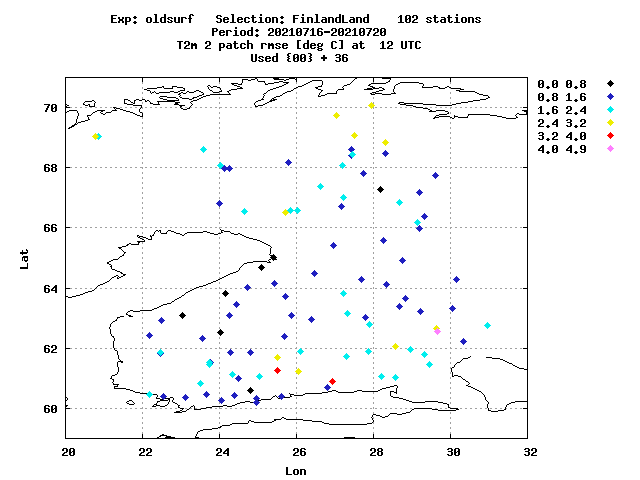 Exp: oldsurf   Selection: FinlandLand    102 stations
Period: 20210716-20210720
T2m 2 patch rmse [deg C] at  12 UTC
Used {00} + 36
0.0 0.8
0.8 1.6
1.6 2.4
2.4 3.2
3.2 4.0
4.0 4.9
70
68
66
64
62
60
Lat
20 22 24 26 28 30 32
Lon